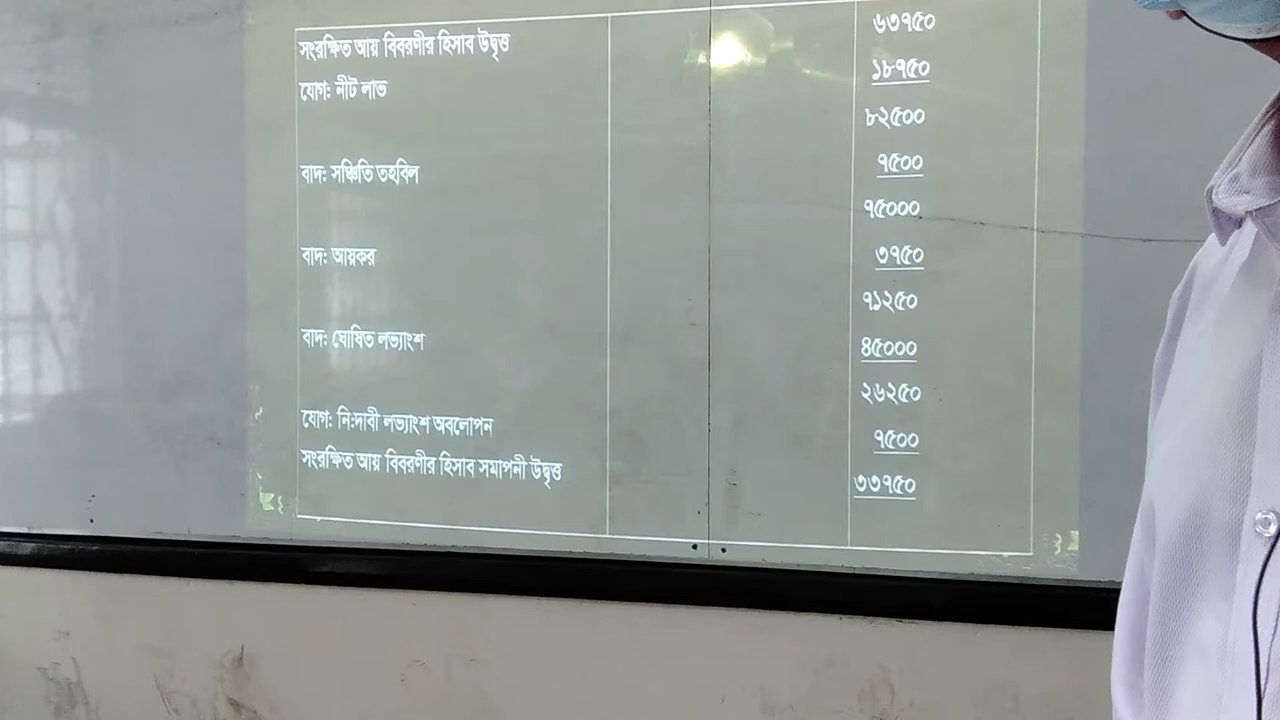 সংরক্ষিত আয় বিবরণীর হিসাব উদ্বৃত্ত ৬৩৭৫০
যোগ: নীট লাভ ১৮৭৫০
৮২৫০০
বাদ: সঞ্চিতি তহবিল ৭৫০০
৭৫০০০
বাদ: আয়কর ৩৭৫০
৭১২৫০
বাদ: ঘোষিত লভ্যাংশ ৪৫০০০
২৬২৫০
যোগ: নি:দাবী লভ্যাংশ অবলোপন ৭৫০০
সংরক্ষিত আয় বিবরণীর হিসাব সমাপনী উদ্বৃত্ত ৩৩৭৫০